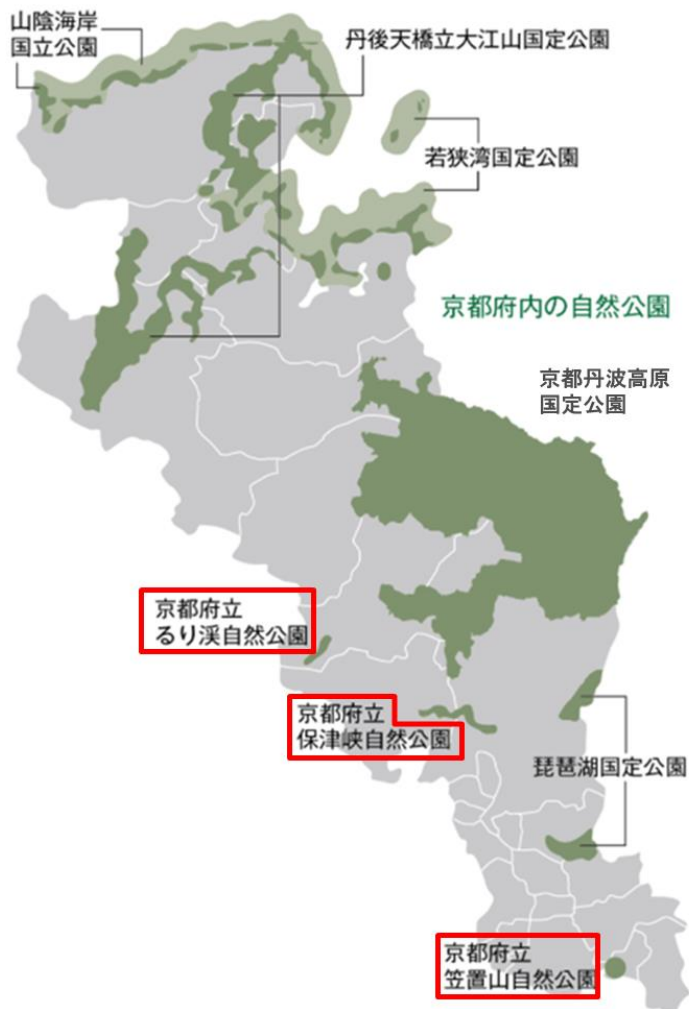 山陰海岸
国立公園
丹後天橋立大江山国定公園
若狭湾国定公園
京都府内の自然公園
京都丹波高原
国定公園
京都府立
るり渓自然公園
京都府立
保津峡自然公園
琵琶湖国定公園
京都府立
笠置山自然公園